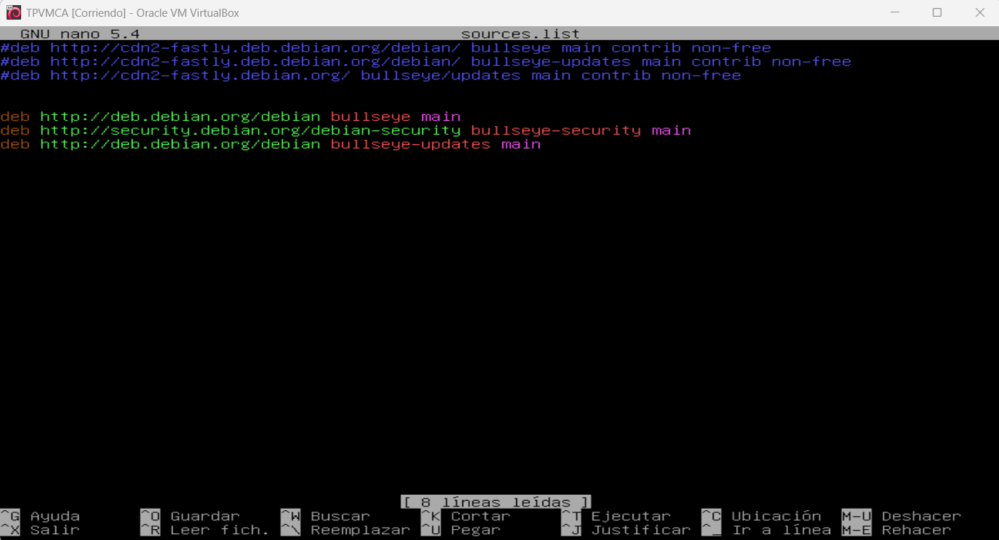 TPVMCA [Corriendo] - Oracle VM VirtualBox
GNU nano 5.4 sources.list
#deb http://cdn2-fastly.deb.debian.org/debian/ bullseye main contrib non-free
#deb http://cdn2-fastly.deb.debian.org/debian/ bullseye-updates main contrib non-free
#deb http://cdn2-fastly.debian.org/ bullseye/updates main contrib non-free
deb http://deb.debian.org/debian bullseye main
deb http://security.debian.org/debian-security bullseye-security main
deb http://deb.debian.org/debian bullseye-updates main
[ 8 líneas leídas ]
^G Ayuda ^O Guardar ^W Buscar ^K Cortar ^T Ejecutar ^C Ubicación M-U Deshacer
^X Salir ^R Leer fich. ^\ Reemplazar ^U Pegar ^J Justificar ^_ Ir a línea M-E Rehacer